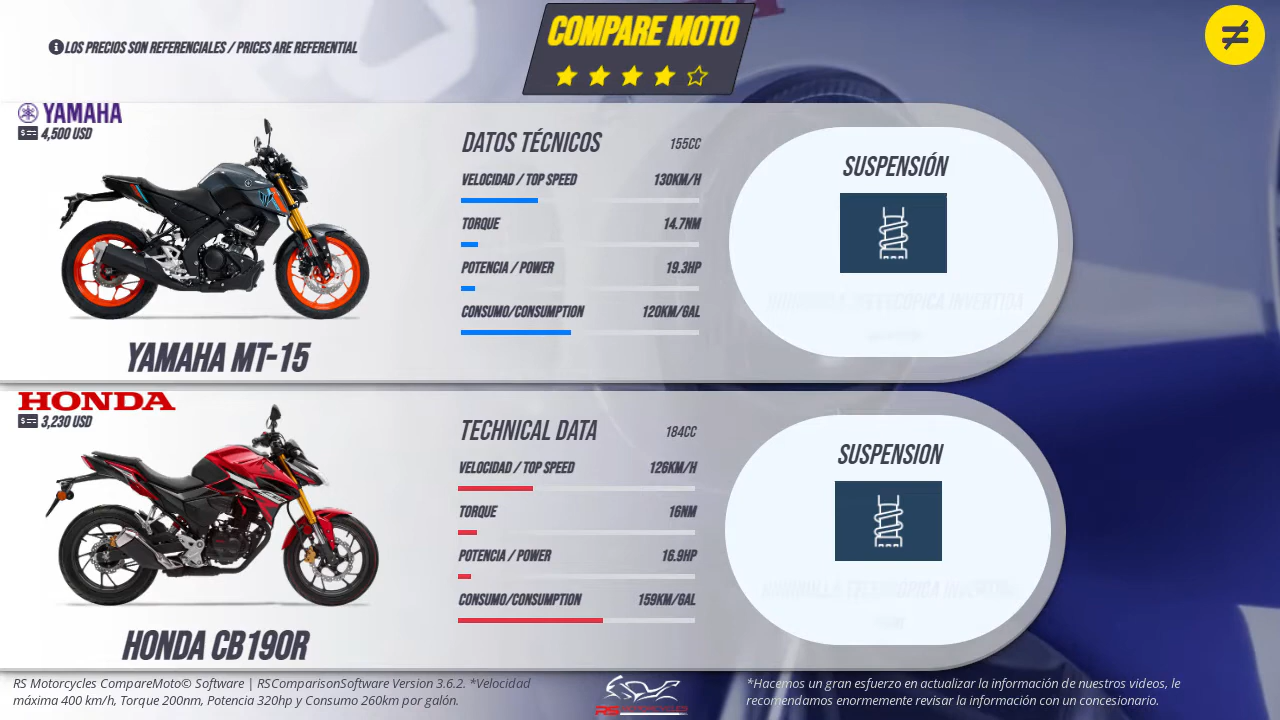 LOS PRECIOS SON REFERENCIALES / PRICES ARE REFERENTIAL
COMPARE MOTO
YAMAHA
4,500 USD
YAMAHA MT-15
DATOS TÉCNICOS 155CC
VELOCIDAD / TOP SPEED 130KM/H
TORQUE 14.7NM
POTENCIA / POWER 19.3HP
CONSUMO/CONSUMPTION 120KM/GAL
SUSPENSIÓN
HONDA
3,230 USD
HONDA CB190R
TECHNICAL DATA 184CC
VELOCIDAD / TOP SPEED 126KM/H
TORQUE 16NM
POTENCIA / POWER 16.9HP
CONSUMO/CONSUMPTION 159KM/GAL
SUSPENSION
RS Motorcycles CompareMoto© Software | RSComparisonSoftware Version 3.6.2. *Velocidad
máxima 400 km/h, Torque 200nm, Potencia 320hp y Consumo 260km por galón.
RS MOTORCYCLES
*Hacemos un gran esfuerzo en actualizar la información de nuestros videos, le
recomendamos enormemente revisar la información con un concesionario.